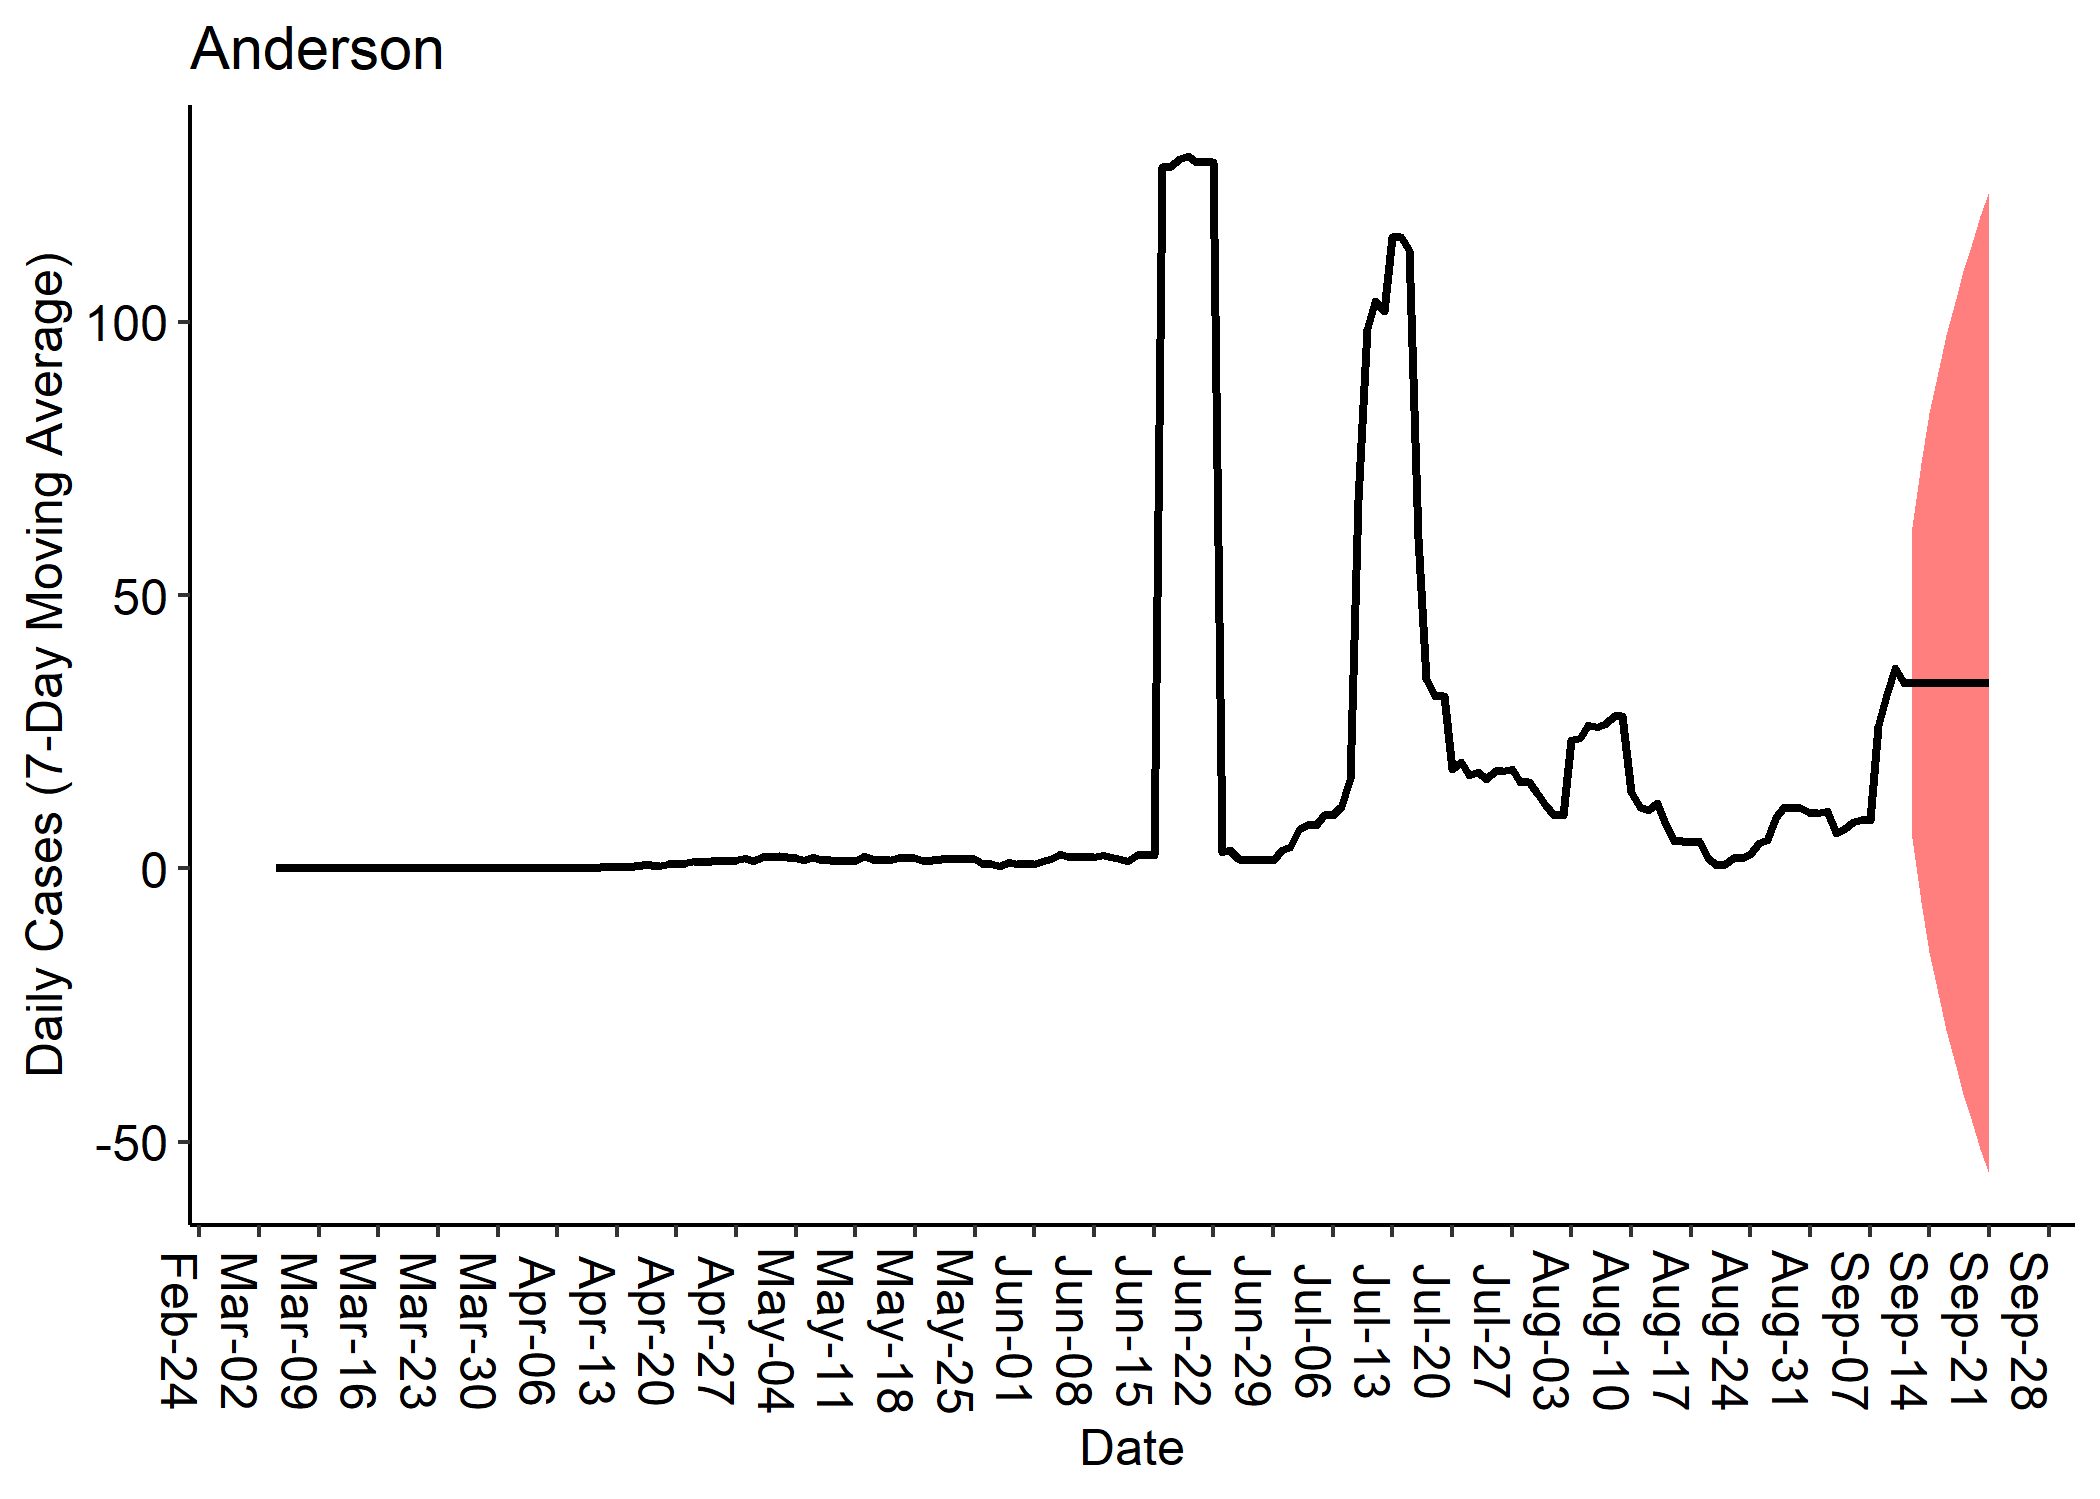 Anderson
Daily Cases (7-Day Moving Average)
100
50
0
-50
Feb-24
Mar-02
Mar-09
Mar-16
Mar-23
Mar-30
Apr-06
Apr-13
Apr-20
Apr-27
May-04
May-11
May-18
May-25
Jun-01
Jun-08
Jun-15
Jun-22
Jun-29
Jul-06
Jul-13
Jul-20
Jul-27
Aug-03
Aug-10
Aug-17
Aug-24
Aug-31
Sep-07
Sep-14
Sep-21
Sep-28
Date